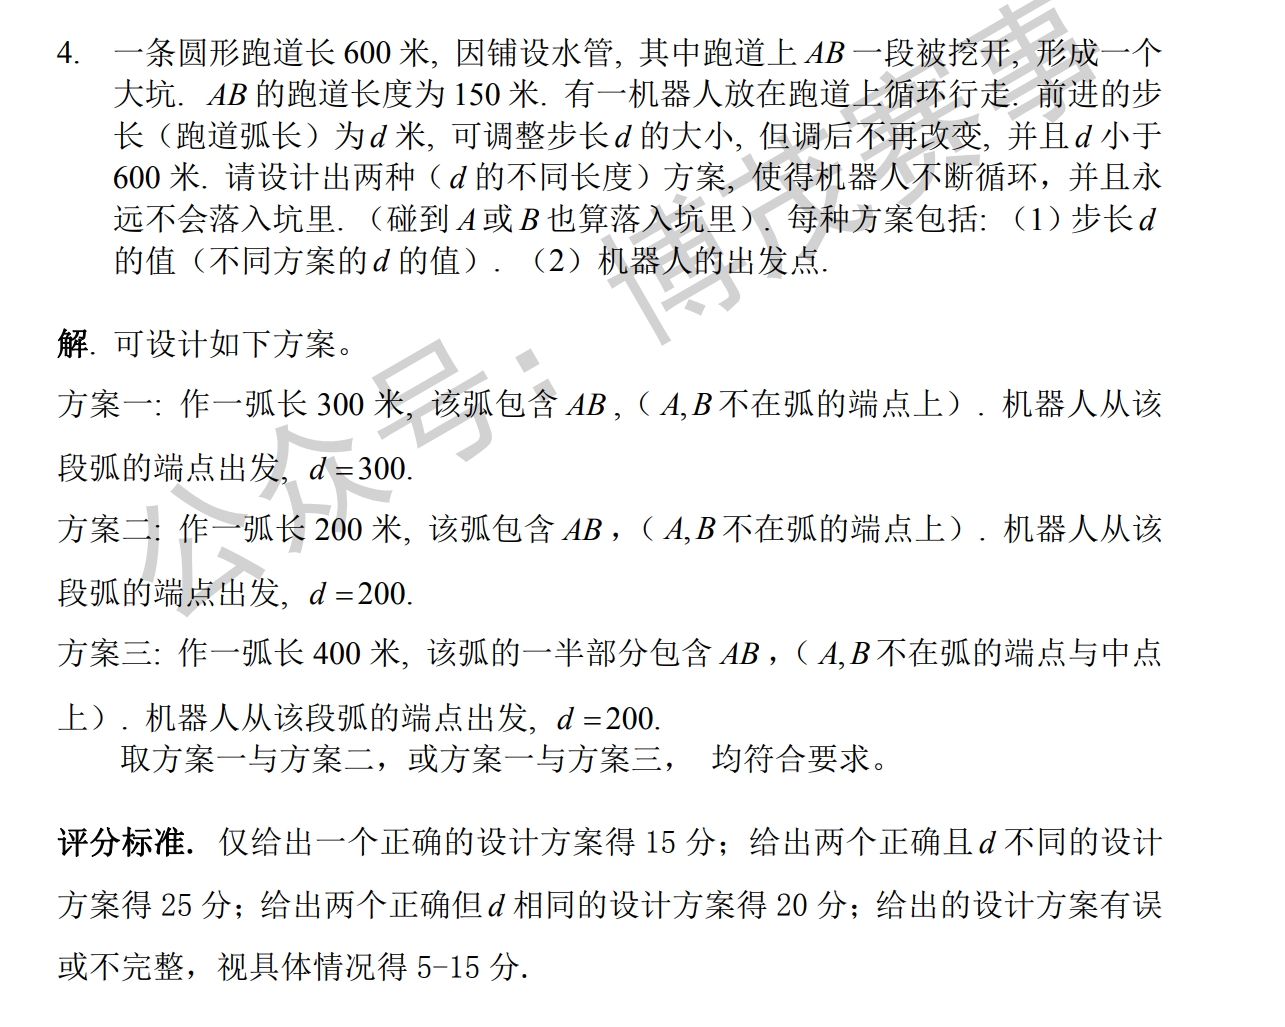 4. 一条圆形跑道长 600 米, 因铺设水管, 其中跑道上 AB 一段被挖开, 形成一个
大坑. AB 的跑道长度为 150 米. 有一机器人放在跑道上循环行走. 前进的步
长（跑道弧长）为 d 米, 可调整步长 d 的大小, 但调后不再改变, 并且 d 小于
600 米. 请设计出两种（ d 的不同长度）方案, 使得机器人不断循环，并且永
远不会落入坑里. （碰到 A 或 B 也算落入坑里）. 每种方案包括: （1）步长 d
的值（不同方案的 d 的值）. （2）机器人的出发点.
解. 可设计如下方案。
方案一: 作一弧长 300 米, 该弧包含 AB ,（ A, B 不在弧的端点上）. 机器人从该
段弧的端点出发, d = 300.
方案二: 作一弧长 200 米, 该弧包含 AB ,（ A, B 不在弧的端点上）. 机器人从该
段弧的端点出发, d = 200.
方案三: 作一弧长 400 米, 该弧的一半部分包含 AB ,（ A, B 不在弧的端点与中点
上）. 机器人从该段弧的端点出发, d = 200.
取方案一与方案二，或方案一与方案三， 均符合要求。
评分标准. 仅给出一个正确的设计方案得 15 分；给出两个正确且 d 不同的设计
方案得 25 分；给出两个正确但 d 相同的设计方案得 20 分；给出的设计方案有误
或不完整，视具体情况得 5-15 分.
公众号：博茂赛事